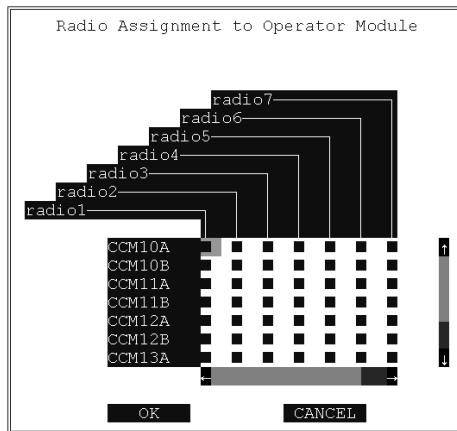 Radio Assignment to Operator Module
radio7
radio6
radio5
radio4
radio3
radio2
radio1
CCM10A
CCM10B
CCM11A
CCM11B
CCM12A
CCM12B
CCM13A
OK CANCEL